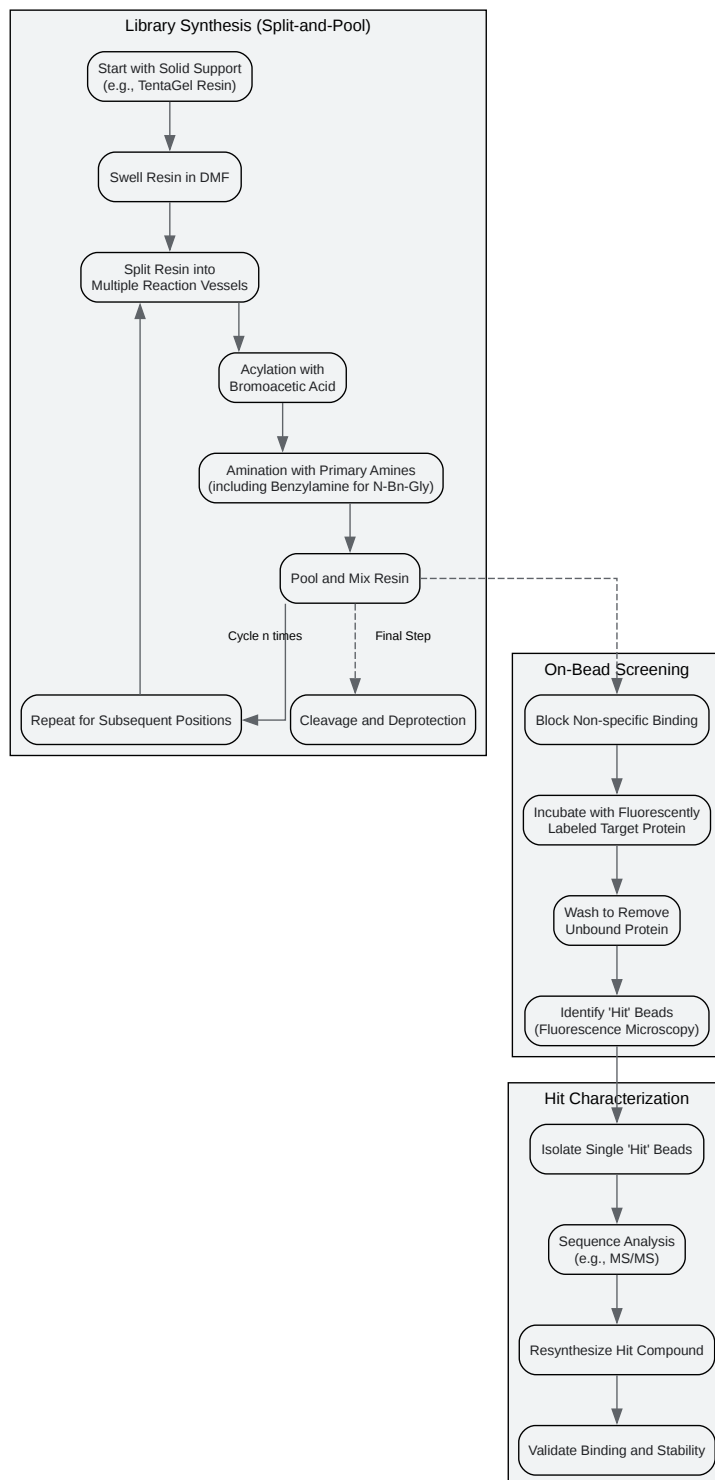 Library Synthesis (Split-and-Pool)
Start with Solid Support
(e.g., TentaGel Resin)
Swell Resin in DMF
Split Resin into
Multiple Reaction Vessels
Acylation with
Bromoacetic Acid
Amination with Primary Amines
(including Benzylamine for N-Bn-Gly)
Pool and Mix Resin
Cycle n times
Final Step
Repeat for Subsequent Positions
Cleavage and Deprotection
On-Bead Screening
Block Non-specific Binding
Incubate with Fluorescently
Labeled Target Protein
Wash to Remove
Unbound Protein
Identify 'Hit' Beads
(Fluorescence Microscopy)
Hit Characterization
Isolate Single 'Hit' Beads
Sequence Analysis
(e.g., MS/MS)
Resynthesize Hit Compound
Validate Binding and Stability